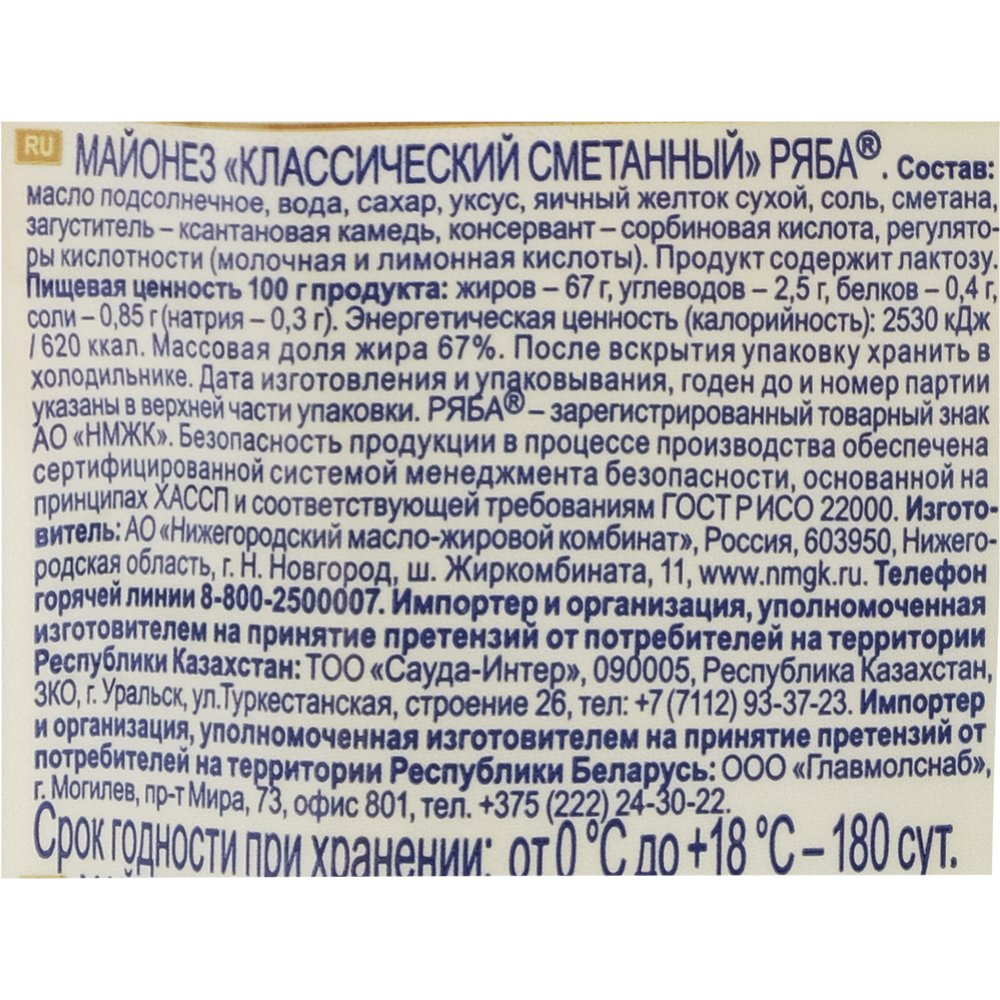 RU МАЙОНЕЗ «КЛАССИЧЕСКИЙ СМЕТАННЫЙ» РЯБА®. Состав:
масло подсолнечное, вода, сахар, уксус, яичный желток сухой, соль, сметана,
загуститель – ксантановая камедь, консервант – сорбиновая кислота, регулято-
ры кислотности (молочная и лимонная кислоты). Продукт содержит лактозу.
Пищевая ценность 100 г продукта: жиров – 67 г, углеводов – 2,5 г, белков – 0,4 г,
соли – 0,85 г (натрия – 0,3 г). Энергетическая ценность (калорийность): 2530 кДж
/ 620 ккал. Массовая доля жира 67%. После вскрытия упаковку хранить в
холодильнике. Дата изготовления и упаковывания, годен до и номер партии
указаны в верхней части упаковки. РЯБА® – зарегистрированный товарный знак
АО «НМЖК». Безопасность продукции в процессе производства обеспечена
сертифицированной системой менеджмента безопасности, основанной на
принципах ХАССП и соответствующей требованиям ГОСТ Р ИСО 22000. Изгото-
витель: АО «Нижегородский масло-жировой комбинат», Россия, 603950, Нижего-
родская область, г. Н. Новгород, ш. Жиркомбината, 11, www.nmgk.ru. Телефон
горячей линии 8-800-2500007. Импортер и организация, уполномоченная
изготовителем на принятие претензий от потребителей на территории
Республики Казахстан: ТОО «Сауда-Интер», 090005, Республика Казахстан,
ЗКО, г. Уральск, ул.Туркестанская, строение 26, тел: +7 (7112) 93-37-23. Импортер
и организация, уполномоченная изготовителем на принятие претензий от
потребителей на территории Республики Беларусь: ООО «Главмолснаб»,
г. Могилев, пр-т Мира, 73, офис 801, тел. +375 (222) 24-30-22.
Срок годности при хранении: от 0 °С до +18 °С – 180 сут.